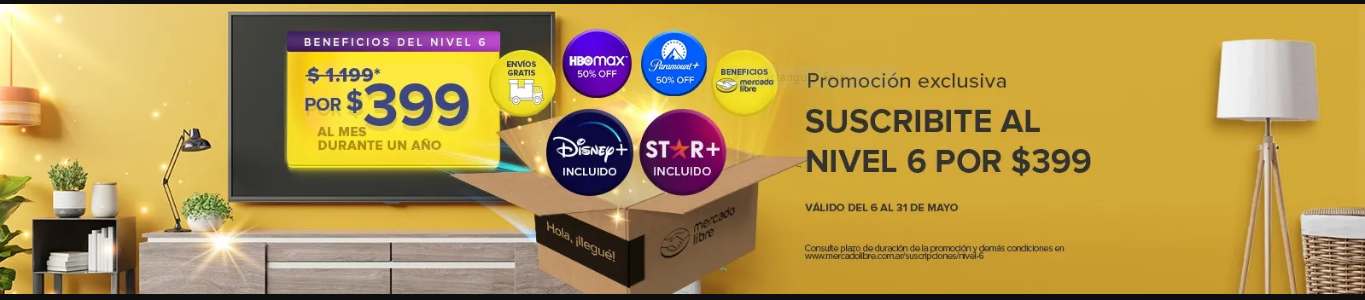 BENEFICIOS DEL NIVEL 6
$ 1.199*
POR $399
AL MES
DURANTE UN AÑO
ENVÍOS
GRATIS
HBOmax
50% OFF
Paramount+
50% OFF
BENEFICIOS
mercado
libre
Disney+
INCLUIDO
STAR+
INCLUIDO
Hola, ¡llegué!
mercado
libre
Promoción exclusiva
SUSCRIBITE AL
NIVEL 6 POR $399
VÁLIDO DEL 6 AL 31 DE MAYO
Consulte plazo de duración de la promoción y demás condiciones en
www.mercadolibre.com.ar/suscripciones/nivel-6